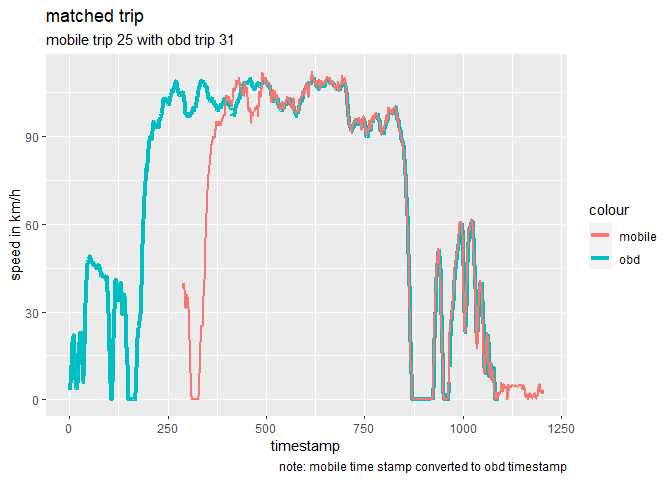 matched trip
mobile trip 25 with obd trip 31
speed in km/h
90
60
30
0
0
250
500
750
1000
1250
timestamp
note: mobile time stamp converted to obd timestamp
colour
mobile
obd